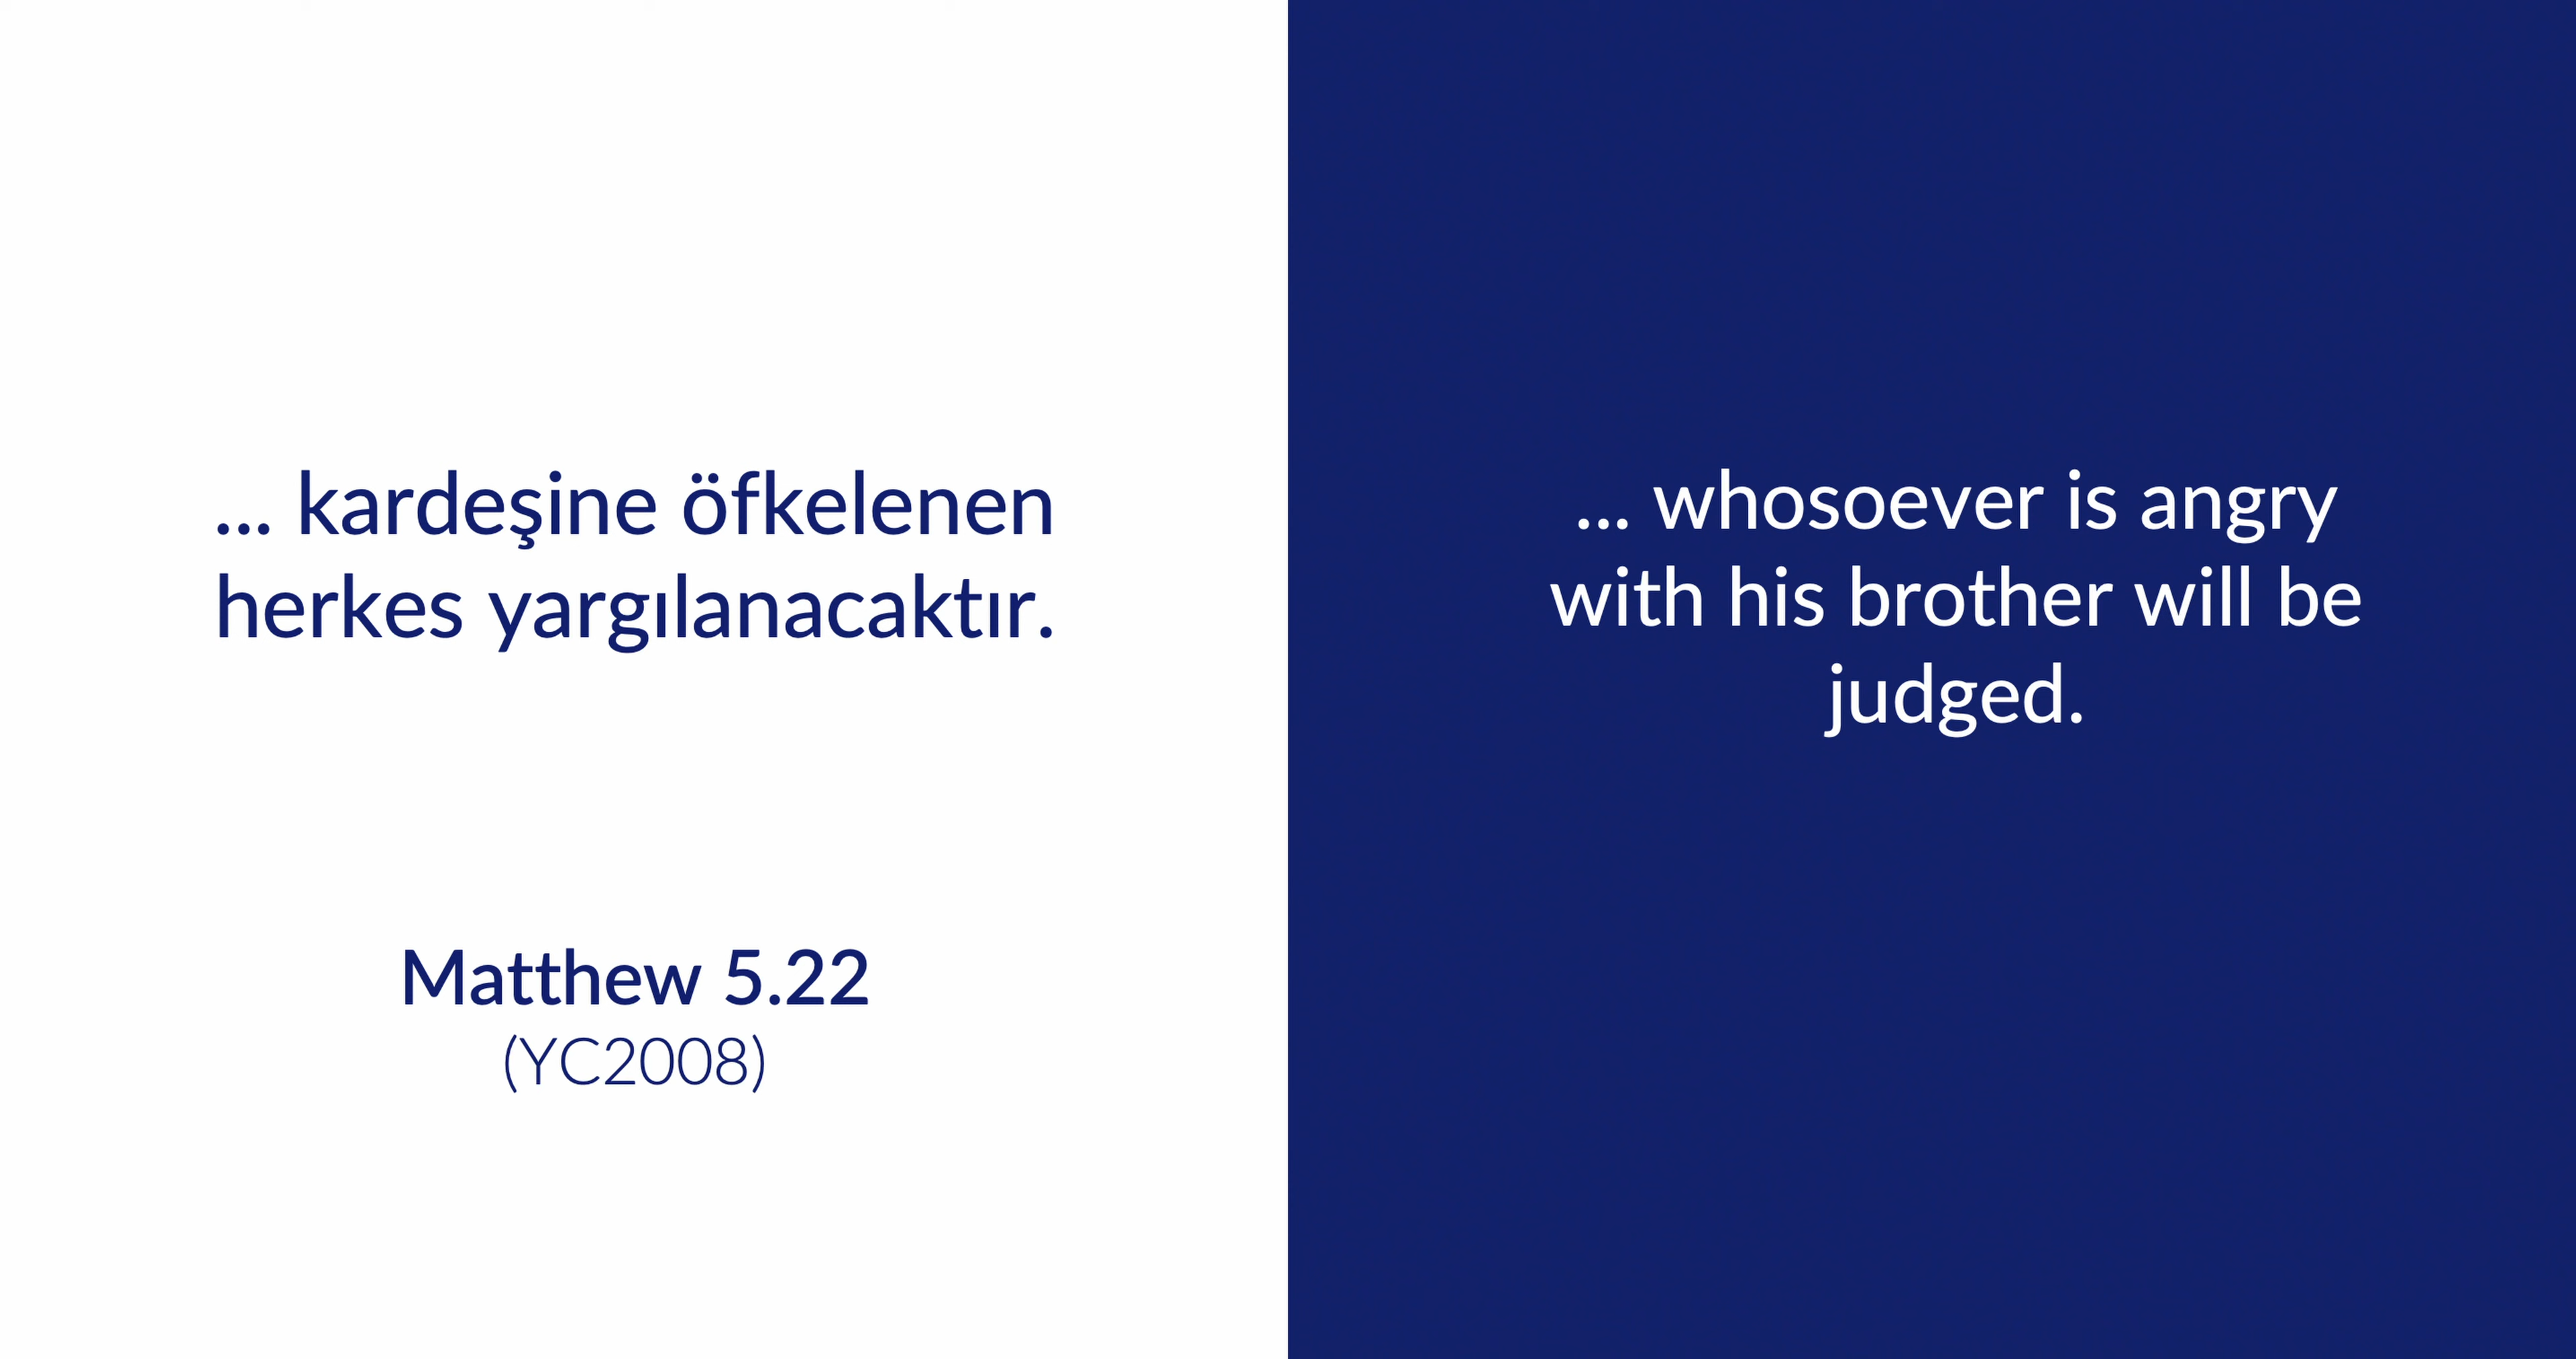 ... kardeşine öfkelenen
herkes yargılanacaktır.
Matthew 5.22
(YC2008)
... whosoever is angry
with his brother will be
judged.